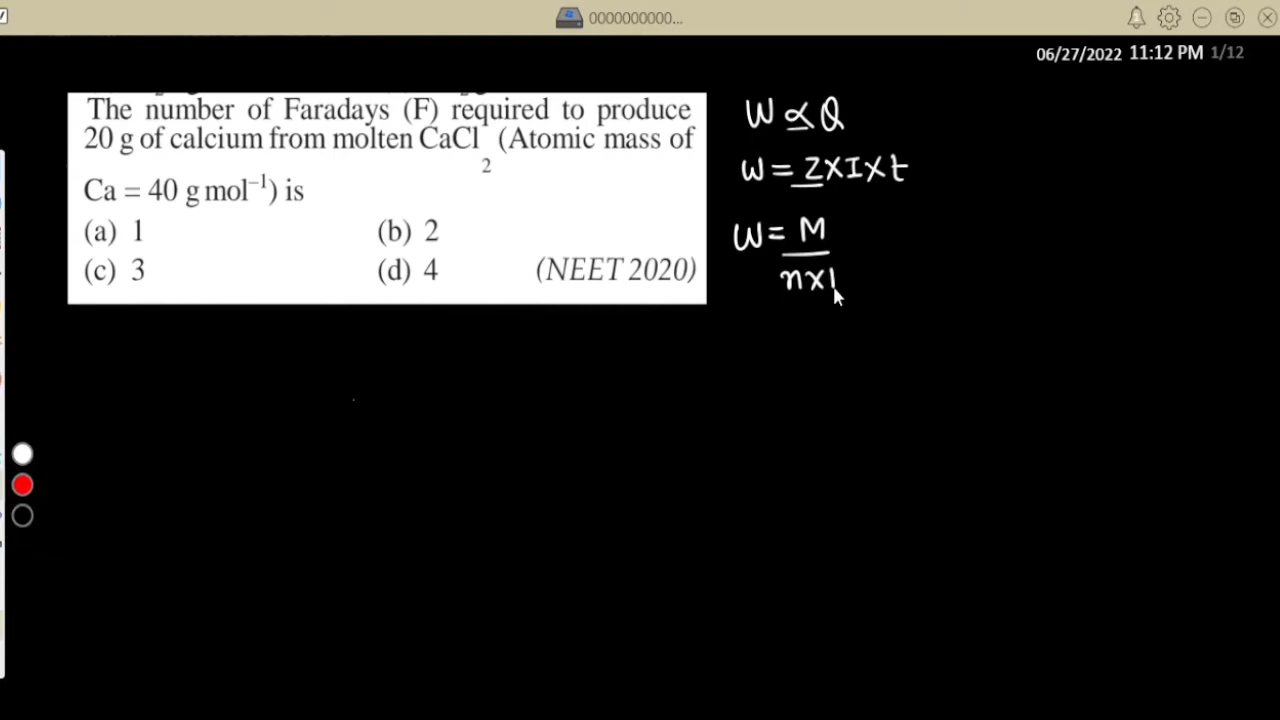 0000000000...
06/27/2022 11:12 PM 1/12
The number of Faradays (F) required to produce
20 g of calcium from molten CaCl (Atomic mass of
2
Ca = 40 g mol⁻¹) is
(a) 1 (b) 2
(c) 3 (d) 4 (NEET 2020)
W ∝ Q
W = Z×I×t
W = M
n×